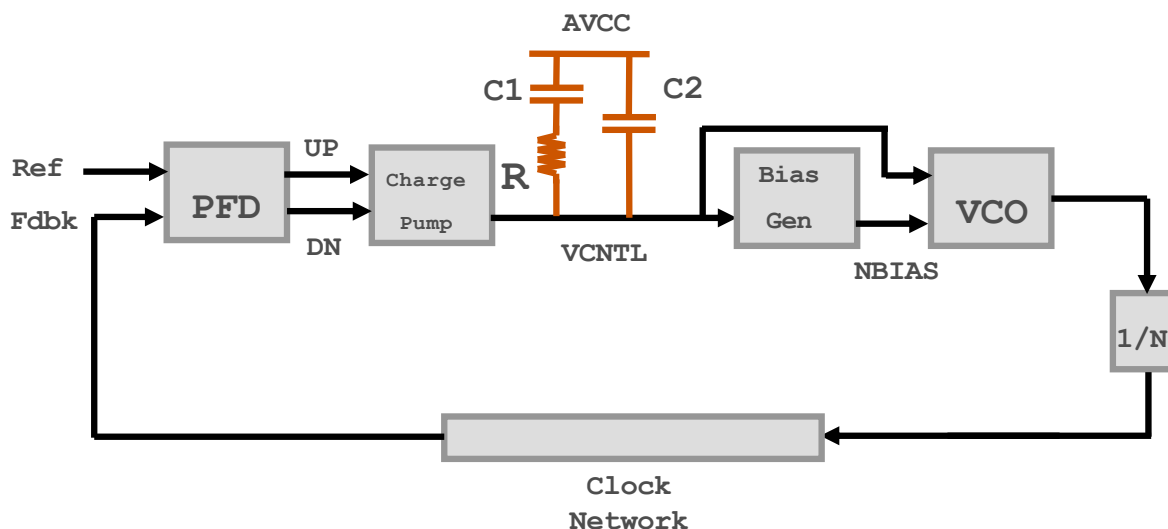 AVCC
C1
C2
UP
Ref
PFD
Charge
Pump
R
Bias
Gen
VCO
Fdbk
DN
VCNTL
NBIAS
1/N
Clock
Network